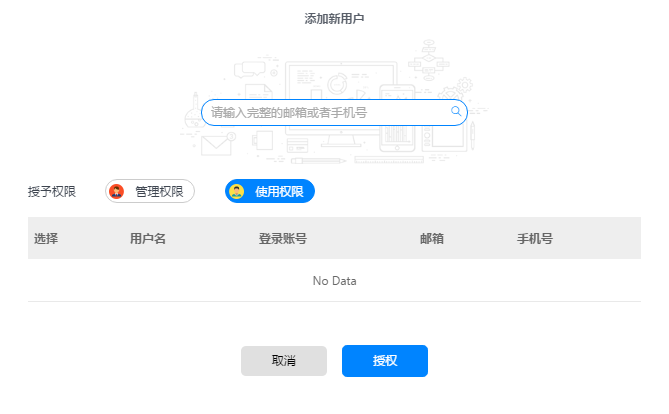 添加新用户
请输入完整的邮箱或者手机号
授予权限 管理权限 使用权限
选择 用户名 登录账号 邮箱 手机号
No Data
取消 授权